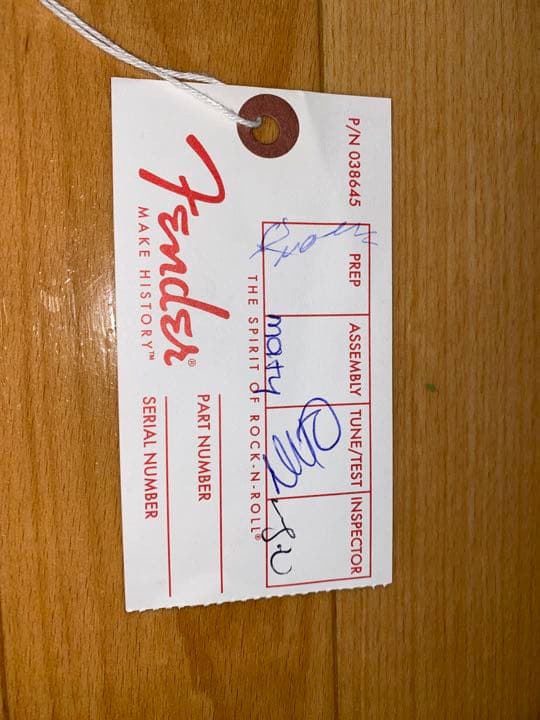 P/N 038645
PREP ASSEMBLY TUNE/TEST INSPECTOR
maty
THE SPIRIT OF ROCK-N-ROLL®
Fender®
MAKE HISTORY™
PART NUMBER
SERIAL NUMBER